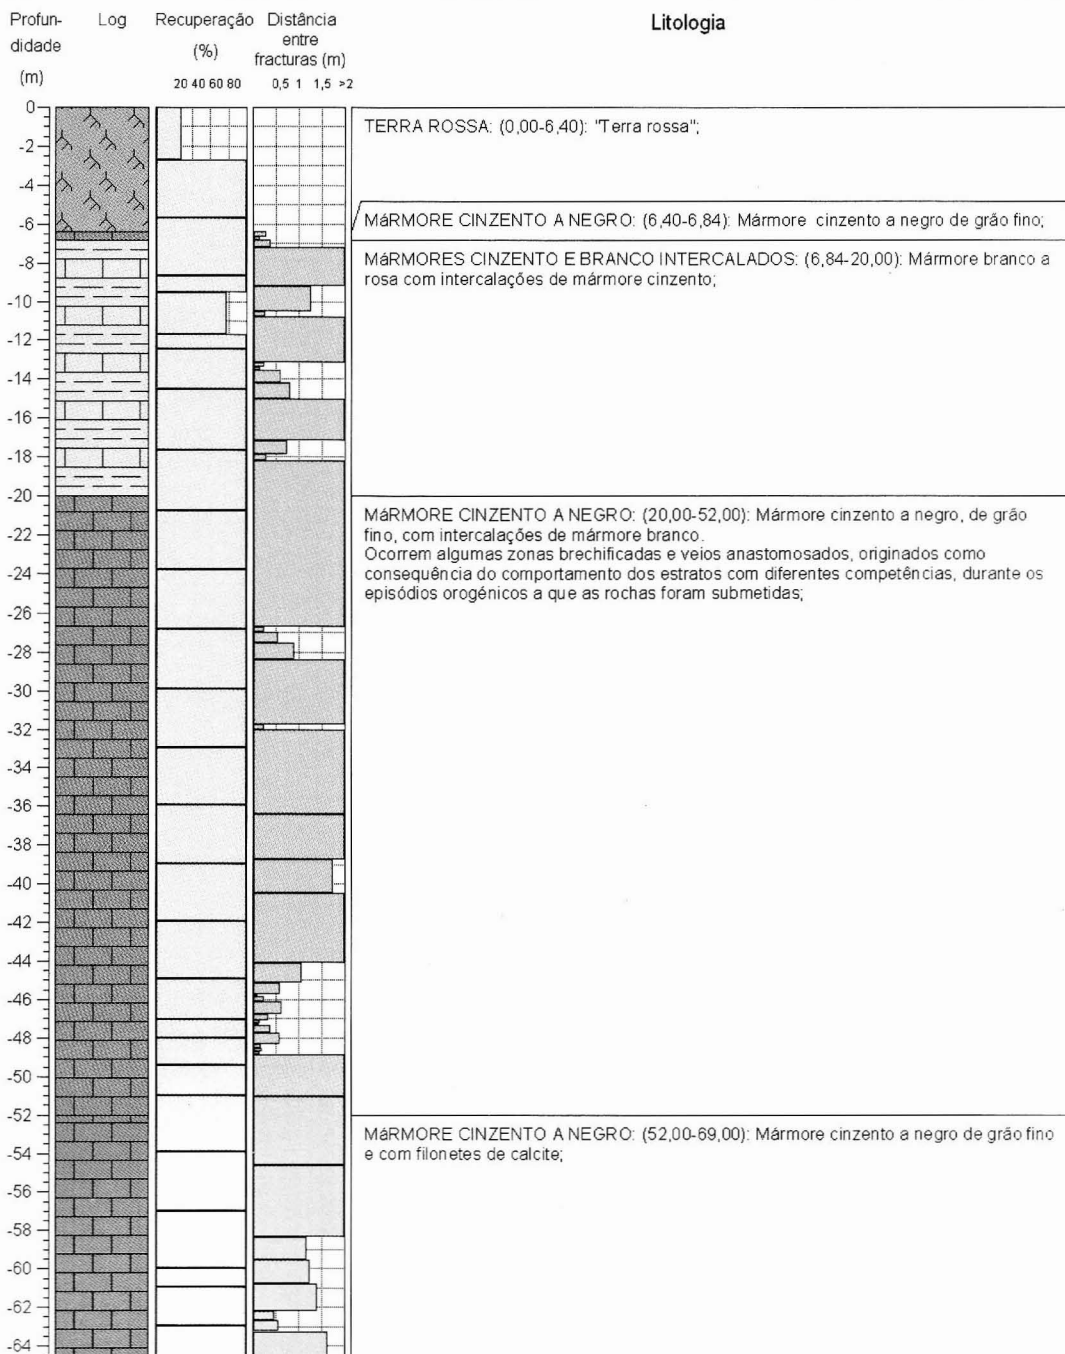 Profun-
didade
(m)
Log
Recuperação
(%)
20 40 60 80
Distância
entre
fracturas (m)
0,5 1 1,5 >2
Litologia
0
-2
-4
-6
-8
-10
-12
-14
-16
-18
-20
-22
-24
-26
-28
-30
-32
-34
-36
-38
-40
-42
-44
-46
-48
-50
-52
-54
-56
-58
-60
-62
-64
TERRA ROSSA: (0,00-6,40): "Terra rossa";
MáRMORE CINZENTO A NEGRO: (6,40-6,84): Mármore cinzento a negro de grão fino;
MáRMORES CINZENTO E BRANCO INTERCALADOS: (6,84-20,00): Mármore branco a
rosa com intercalações de mármore cinzento;
MáRMORE CINZENTO A NEGRO: (20,00-52,00): Mármore cinzento a negro, de grão
fino, com intercalações de mármore branco.
Ocorrem algumas zonas brechificadas e veios anastomosados, originados como
consequência do comportamento dos estratos com diferentes competências, durante os
episódios orogénicos a que as rochas foram submetidas;
MáRMORE CINZENTO A NEGRO: (52,00-69,00): Mármore cinzento a negro de grão fino
e com filonetes de calcite;